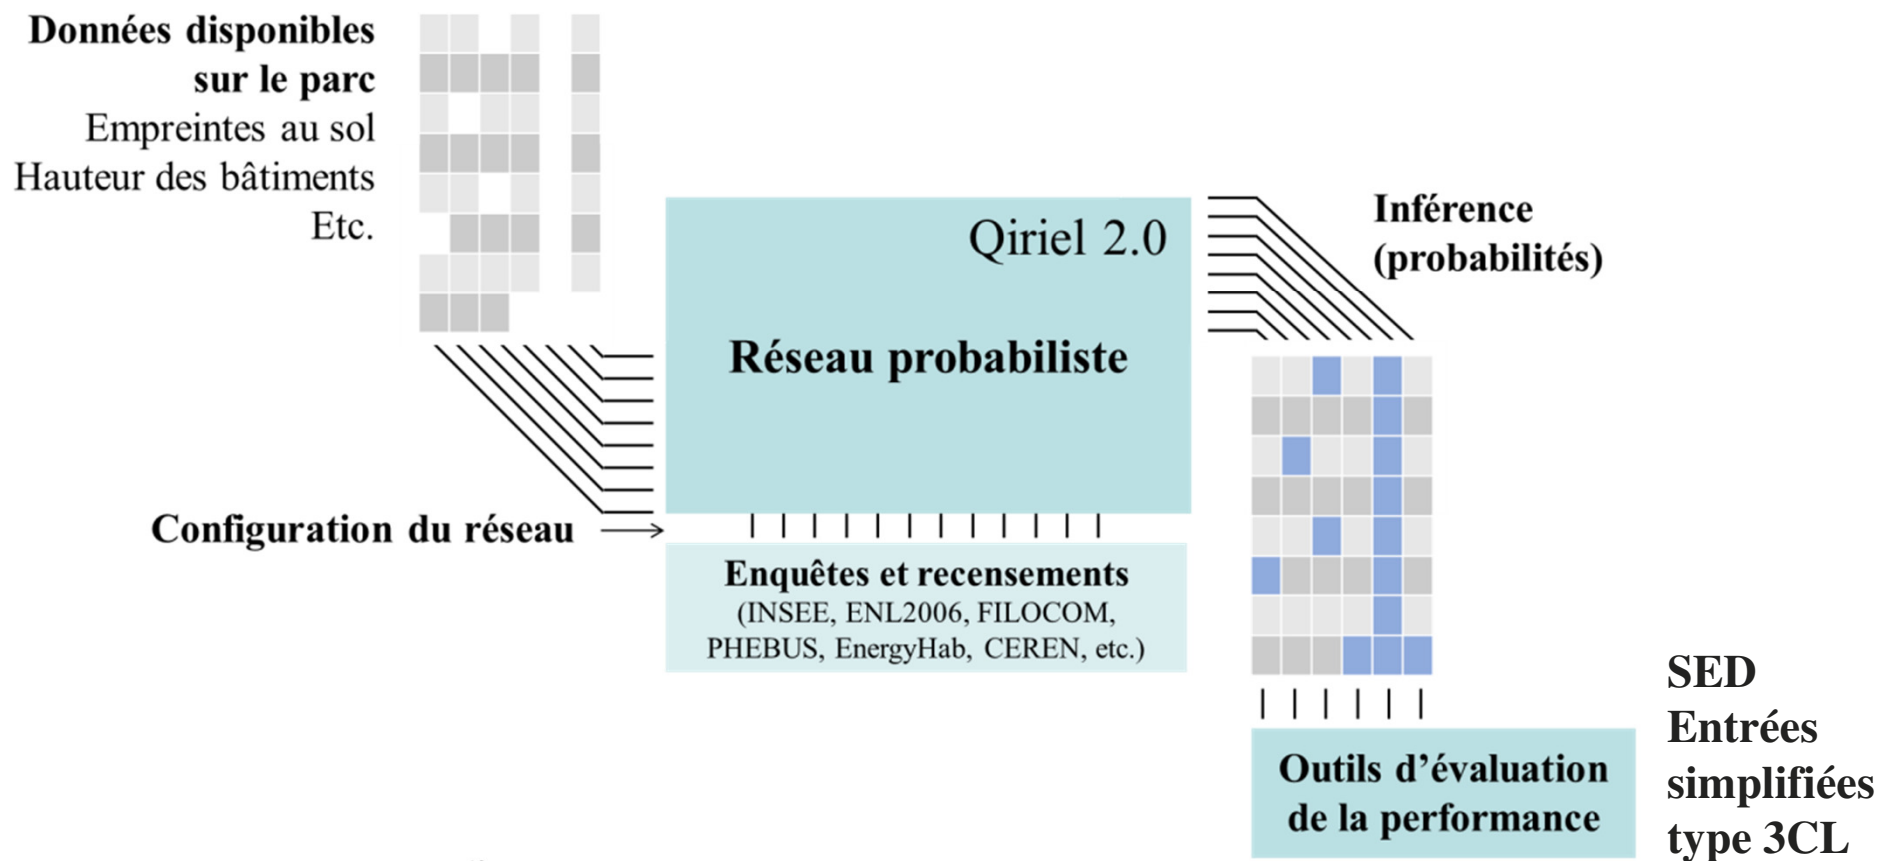 Données disponibles
sur le parc
Empreintes au sol
Hauteur des bâtiments
Etc.
Qiriel 2.0
Réseau probabiliste
Inférence
(probabilités)
Configuration du réseau
Enquêtes et recensements
(INSEE, ENL2006, FILOCOM,
PHEBUS, EnergyHab, CEREN, etc.)
Outils d’évaluation
de la performance
SED
Entrées
simplifiées
type 3CL